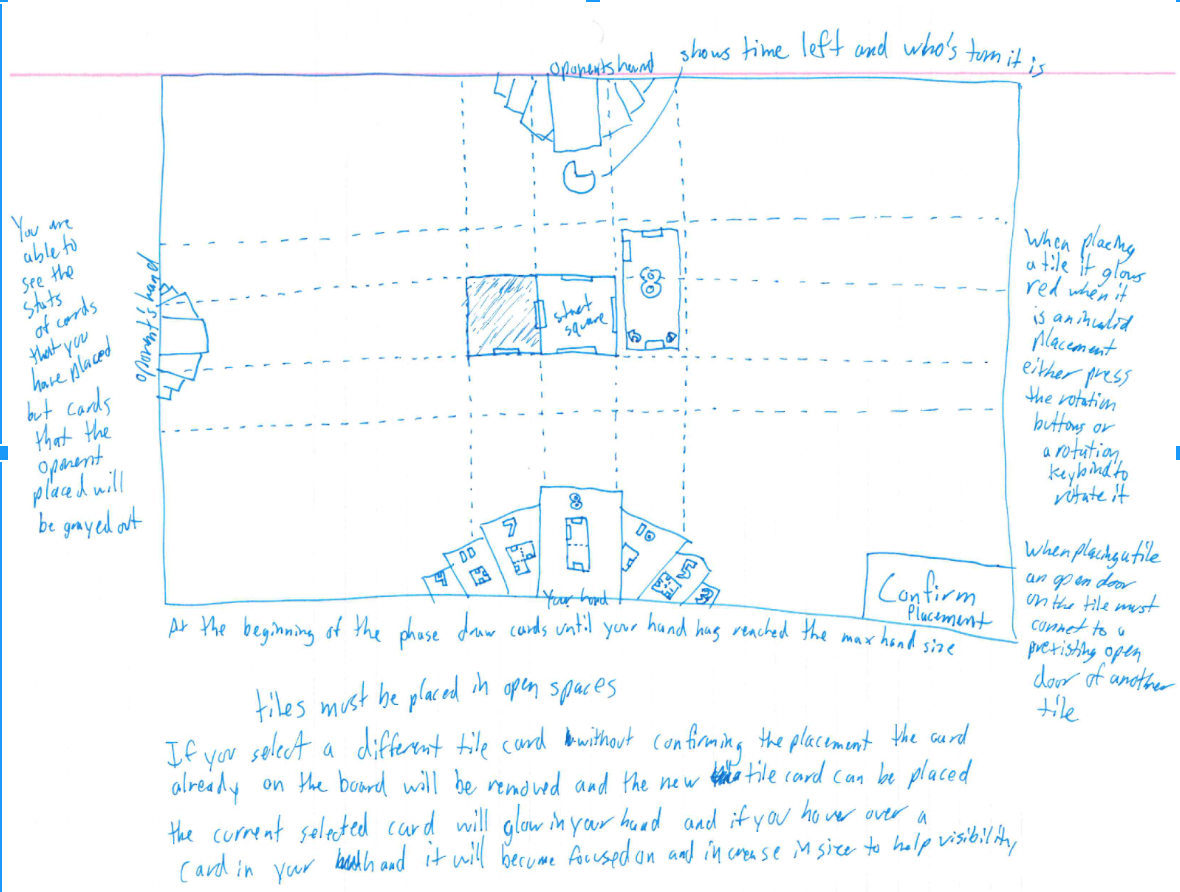 shows time left and who's turn it is
oponents hand
You are
able to
see the
stats
of cards
that you
have placed
but cards
that the
oponent
placed will
be grayed out
oponent's hand
start
square
8
When placing
a tile it glows
red when it
is an invalid
placement
either press
the rotation
buttons or
a rotation
keybind to
rotate it
When placing a tile
an open door
on the tile must
connet to a
prexisting open
door of another
tile
11
7
8
10
Your hand
Confirm
Placement
At the beginning of the phase draw cards until your hand has reached the max hand size
tiles must be placed in open spaces
If you select a different tile card without confirming the placement the card
already on the board will be removed and the new tile card can be placed
the current selected card will glow in your hand and if you hover over a
card in your hand it will become focused on and increase in size to help visibility